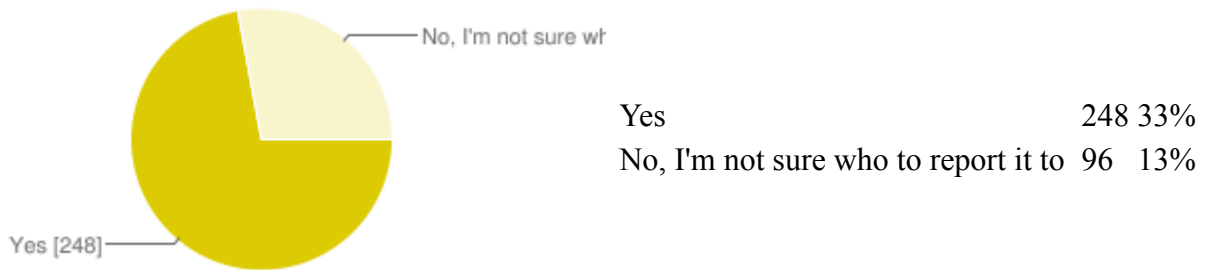 No, I'm not sure wh
Yes [248]
Yes 248 33%
No, I'm not sure who to report it to 96 13%